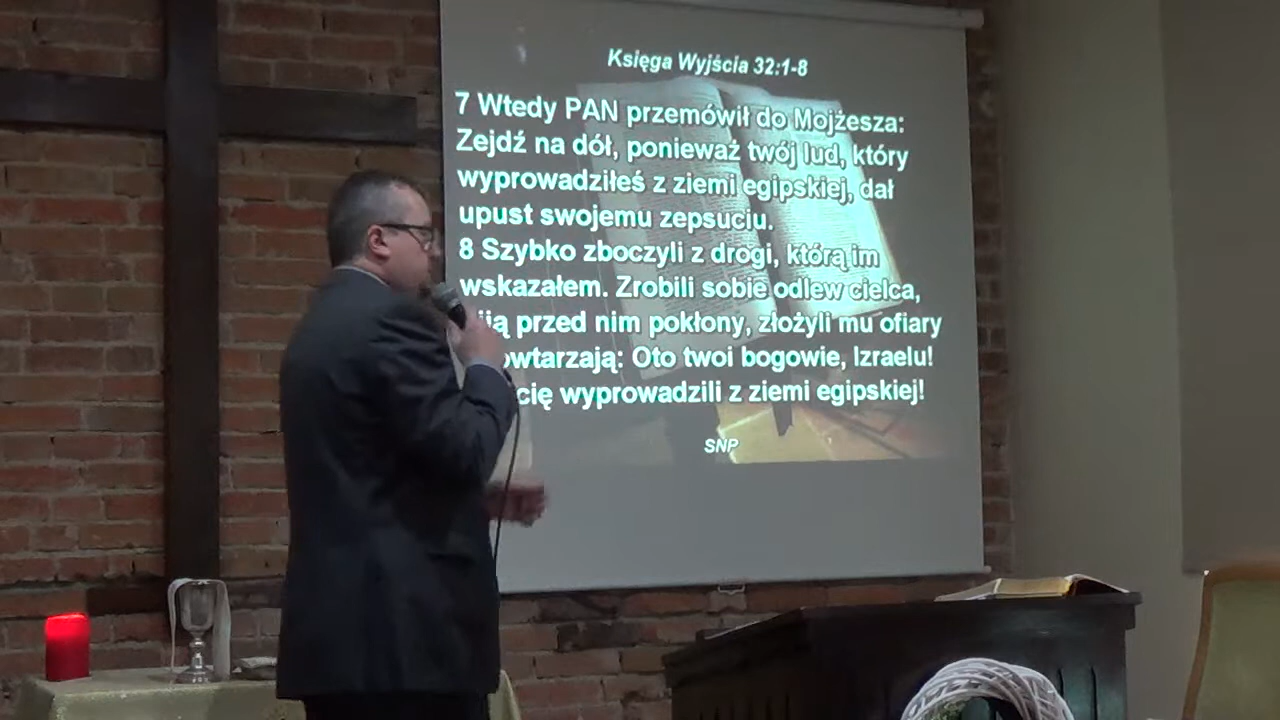 Księga Wyjścia 32:1-8
7 Wtedy PAN przemówił do Mojżesza:
Zejdź na dół, ponieważ twój lud, który
wyprowadziłeś z ziemi egipskiej, dał
upust swojemu zepsuciu.
8 Szybko zboczyli z drogi, którą im
wskazałem. Zrobili sobie odlew cielca,
przed nim pokłony, złożyli mu ofiary
Oto twoi bogowie, Izraelu!
cię wyprowadzili z ziemi egipskiej!
SNP